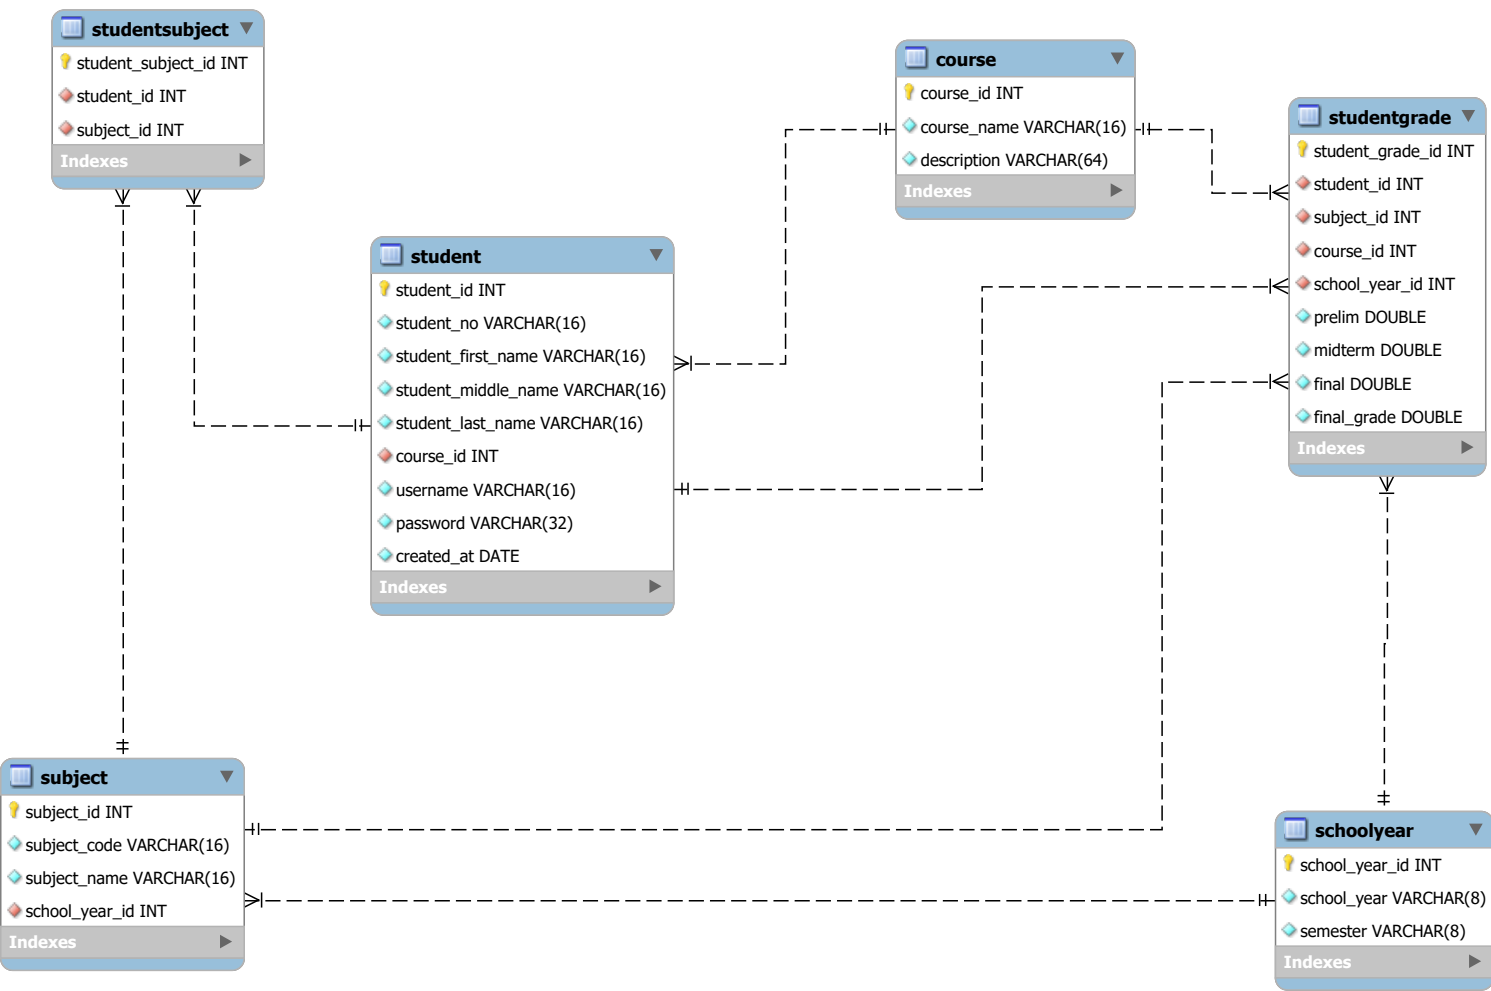 studentsubject
student_subject_id INT
student_id INT
subject_id INT
Indexes
course
course_id INT
course_name VARCHAR(16)
description VARCHAR(64)
Indexes
studentgrade
student_grade_id INT
student_id INT
subject_id INT
course_id INT
school_year_id INT
prelim DOUBLE
midterm DOUBLE
final DOUBLE
final_grade DOUBLE
Indexes
student
student_id INT
student_no VARCHAR(16)
student_first_name VARCHAR(16)
student_middle_name VARCHAR(16)
student_last_name VARCHAR(16)
course_id INT
username VARCHAR(16)
password VARCHAR(32)
created_at DATE
Indexes
subject
subject_id INT
subject_code VARCHAR(16)
subject_name VARCHAR(16)
school_year_id INT
Indexes
schoolyear
school_year_id INT
school_year VARCHAR(8)
semester VARCHAR(8)
Indexes